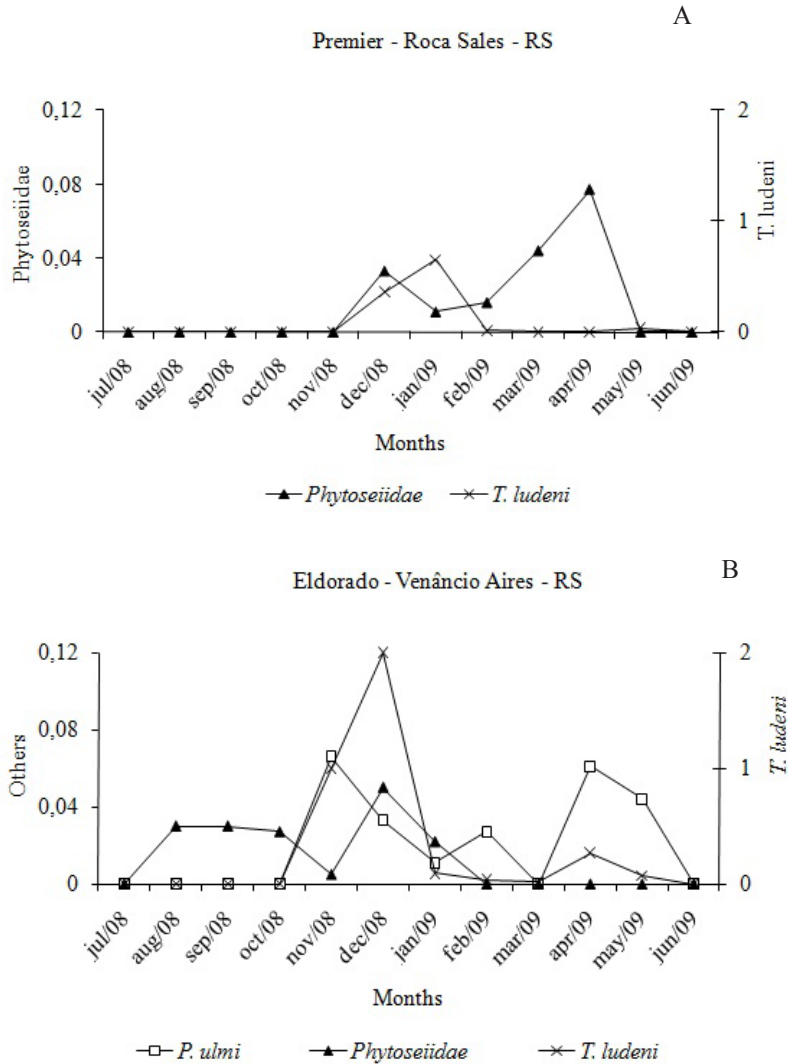 A
Premier - Roca Sales - RS
0,12
0,08
0,04
0
Phytoseiidae
2
1
0
T. ludeni
jul/08 aug/08 sep/08 oct/08 nov/08 dec/08 jan/09 feb/09 mar/09 apr/09 may/09 jun/09
Months
Phytoseiidae T. ludeni
B
Eldorado - Venâncio Aires - RS
0,12
0,08
0,04
0
Others
2
1
0
T. ludeni
jul/08 aug/08 sep/08 oct/08 nov/08 dec/08 jan/09 feb/09 mar/09 apr/09 may/09 jun/09
Months
P. ulmi Phytoseiidae T. ludeni